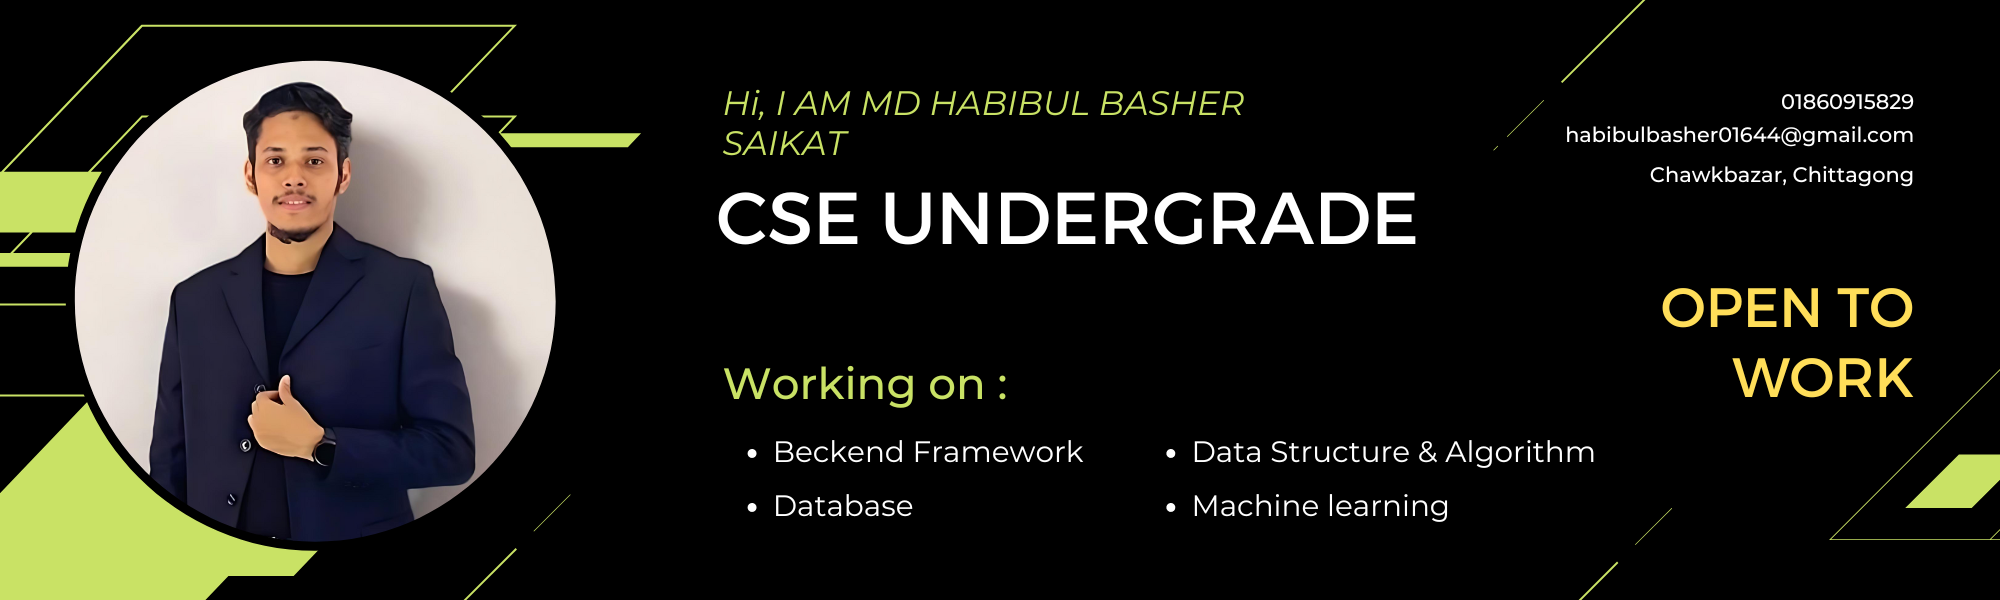 Hi, I AM MD HABIBUL BASHER
SAIKAT
CSE UNDERGRADE
01860915829
habibulbasher01644@gmail.com
Chawkbazar, Chittagong
OPEN TO
WORK
Working on :
• Beckend Framework
• Database
• Data Structure & Algorithm
• Machine learning